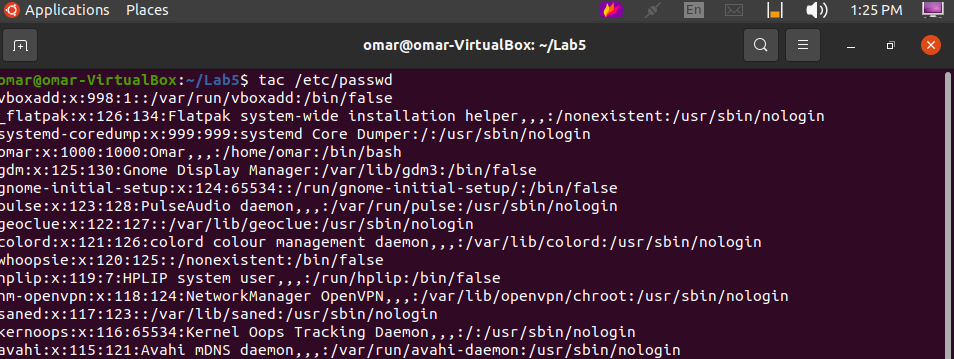 Applications Places En 1:25 PM
omar@omar-VirtualBox: ~/Lab5
omar@omar-VirtualBox:~/Lab5$ tac /etc/passwd
vboxadd:x:998:1::/var/run/vboxadd:/bin/false
_flatpak:x:126:134:Flatpak system-wide installation helper,,,:/nonexistent:/usr/sbin/nologin
systemd-coredump:x:999:999:systemd Core Dumper:/:/usr/sbin/nologin
omar:x:1000:1000:Omar,,,:/home/omar:/bin/bash
gdm:x:125:130:Gnome Display Manager:/var/lib/gdm3:/bin/false
gnome-initial-setup:x:124:65534::/run/gnome-initial-setup/:/bin/false
pulse:x:123:128:PulseAudio daemon,,,:/var/run/pulse:/usr/sbin/nologin
geoclue:x:122:127::/var/lib/geoclue:/usr/sbin/nologin
colord:x:121:126:colord colour management daemon,,,:/var/lib/colord:/usr/sbin/nologin
whoopsie:x:120:125::/nonexistent:/bin/false
hplip:x:119:7:HPLIP system user,,,:/run/hplip:/bin/false
nm-openvpn:x:118:124:NetworkManager OpenVPN,,,:/var/lib/openvpn/chroot:/usr/sbin/nologin
saned:x:117:123::/var/lib/saned:/usr/sbin/nologin
kernoops:x:116:65534:Kernel Oops Tracking Daemon,,,:/:/usr/sbin/nologin
avahi:x:115:121:Avahi mDNS daemon,,,:/var/run/avahi-daemon:/usr/sbin/nologin